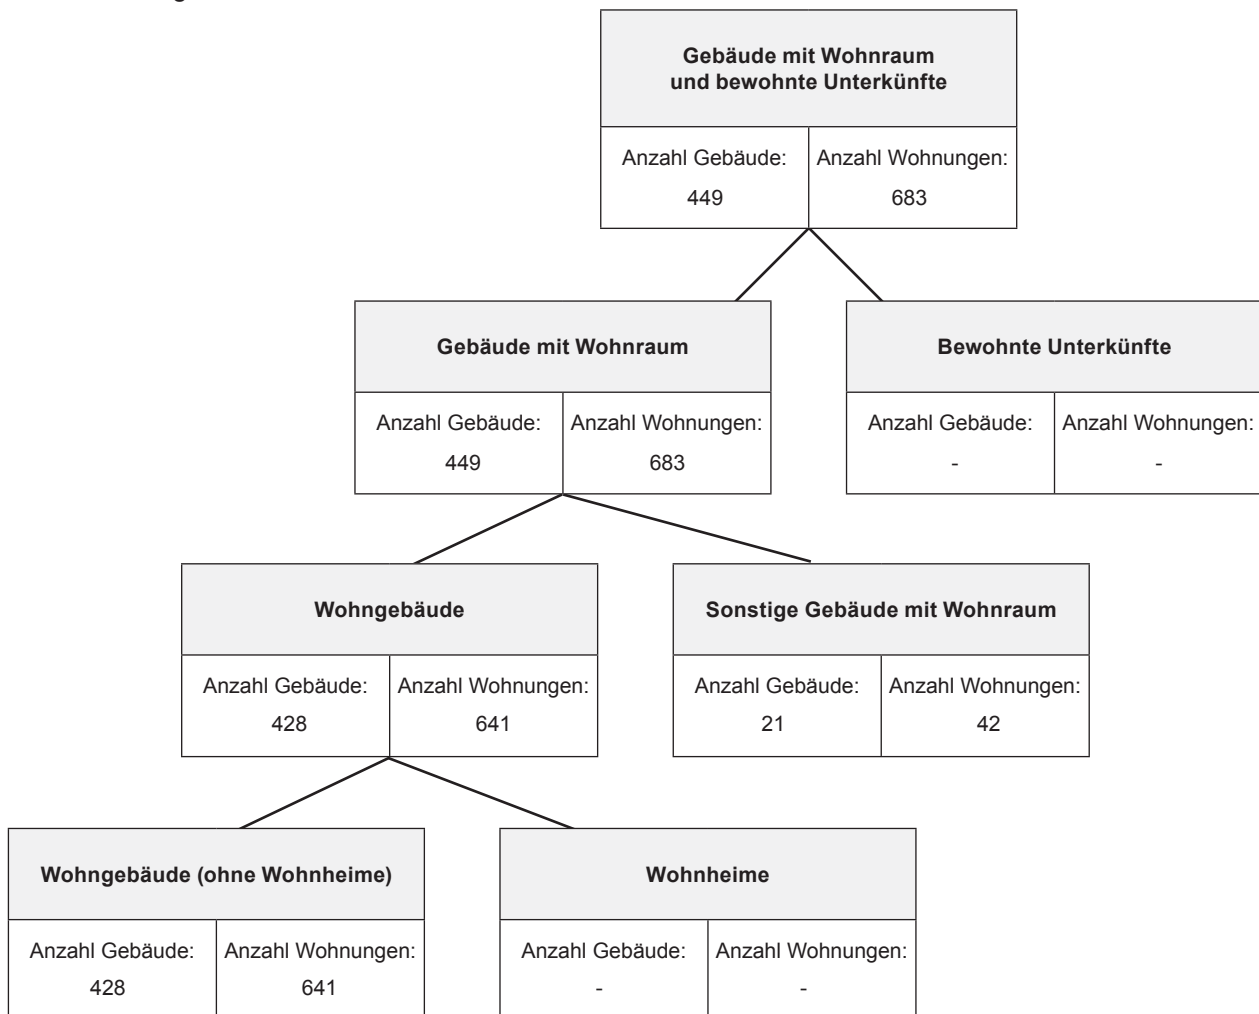 Gebäude mit Wohnraum
und bewohnte Unterkünfte
Anzahl Gebäude: Anzahl Wohnungen:
449 683
Gebäude mit Wohnraum Bewohnte Unterkünfte
Anzahl Gebäude: Anzahl Wohnungen: Anzahl Gebäude: Anzahl Wohnungen:
449 683 - -
Wohngebäude Sonstige Gebäude mit Wohnraum
Anzahl Gebäude: Anzahl Wohnungen: Anzahl Gebäude: Anzahl Wohnungen:
428 641 21 42
Wohngebäude (ohne Wohnheime) Wohnheime
Anzahl Gebäude: Anzahl Wohnungen: Anzahl Gebäude: Anzahl Wohnungen:
428 641 - -